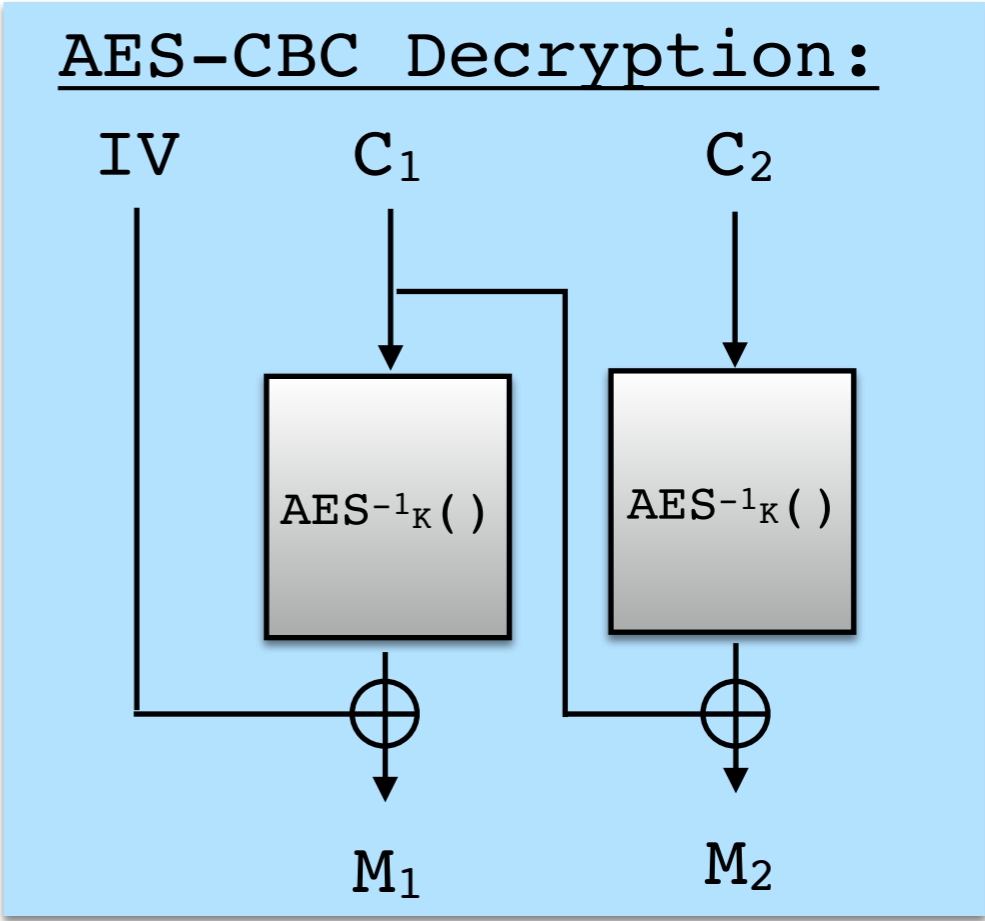 AES-CBC Decryption:
IV C₁ C₂
AES⁻¹ₖ() AES⁻¹ₖ()
M₁ M₂